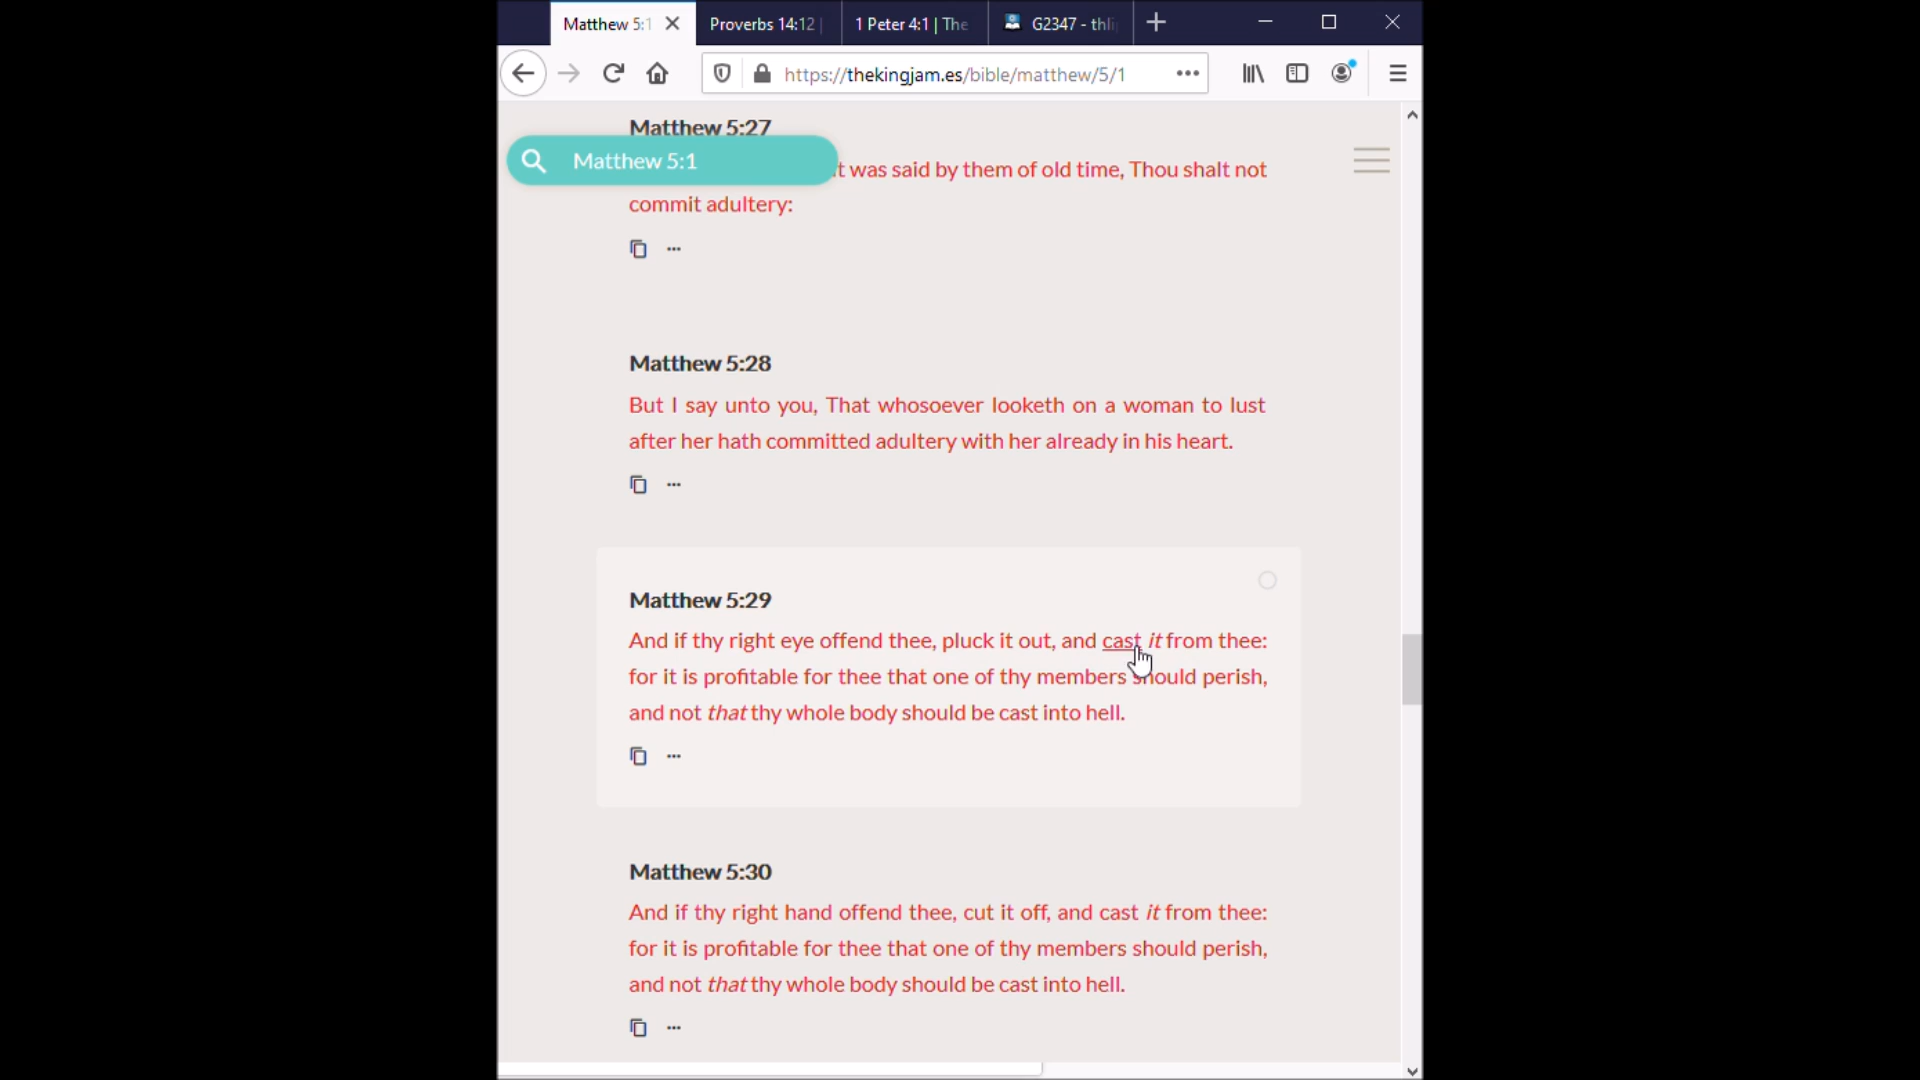 Matthew 5:1
Proverbs 14:12
1 Peter 4:1 | The
G2347 - thli
https://thekingjam.es/bible/matthew/5/1
Matthew 5:27
Matthew 5:1
t was said by them of old time, Thou shalt not
commit adultery:
Matthew 5:28
But I say unto you, That whosoever looketh on a woman to lust
after her hath committed adultery with her already in his heart.
Matthew 5:29
And if thy right eye offend thee, pluck it out, and cast it from thee:
for it is profitable for thee that one of thy members should perish,
and not that thy whole body should be cast into hell.
Matthew 5:30
And if thy right hand offend thee, cut it off, and cast it from thee:
for it is profitable for thee that one of thy members should perish,
and not that thy whole body should be cast into hell.